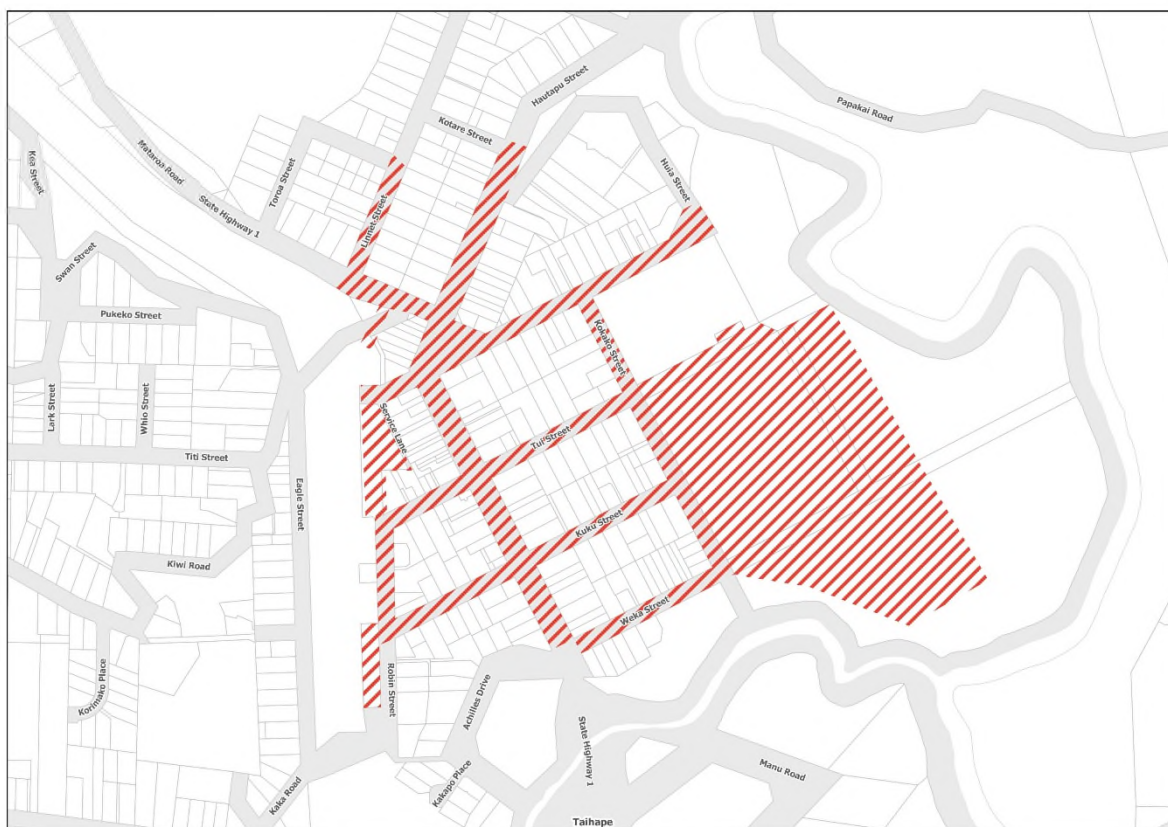 Hautapu Street
Papakai Road
Kotare Street
Kea Street
Mataroa Road
Toroa Street
Huia Street
State Highway 1
Linnet Street
Swan Street
Pukeko Street
Kokako Street
Lark Street
Whio Street
Service Lane
Tui Street
Titi Street
Eagle Street
Kuku Street
Kiwi Road
Weka Street
Korimako Place
Robin Street
Achilles Drive
State Highway 1
Manu Road
Kaka Road
Kakapo Place
Taihape